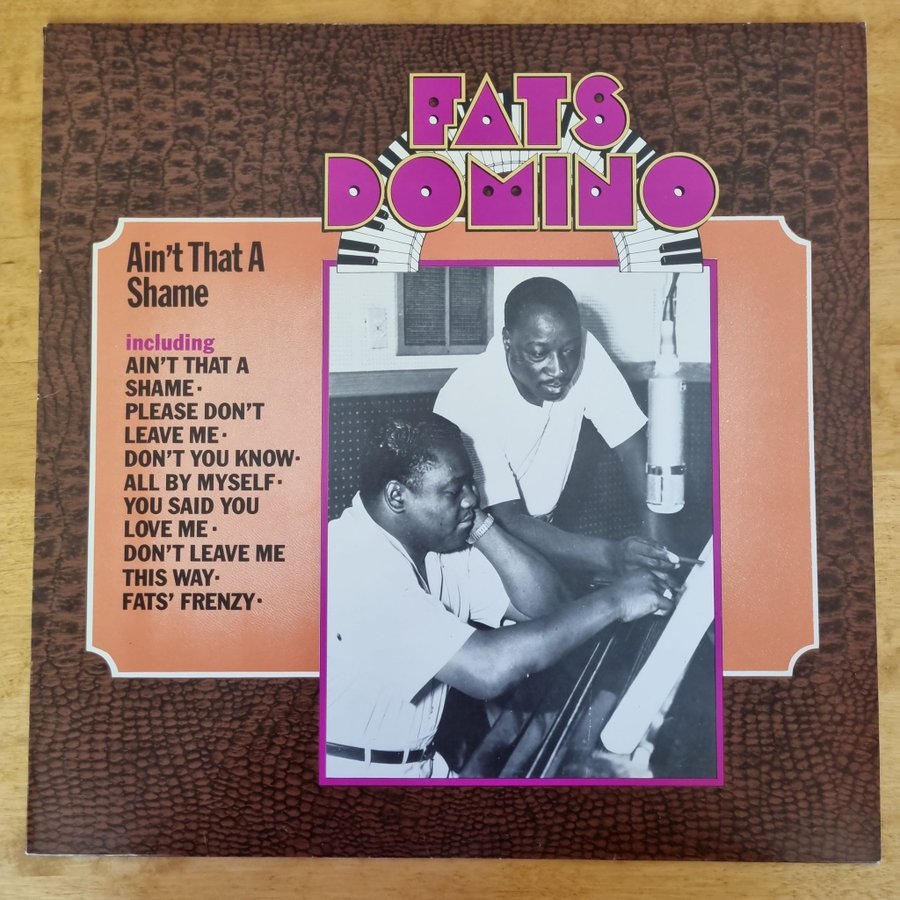 FATS
DOMINO
Ain't That A
Shame
including
AIN'T THAT A
SHAME·
PLEASE DON'T
LEAVE ME·
DON'T YOU KNOW·
ALL BY MYSELF·
YOU SAID YOU
LOVE ME·
DON'T LEAVE ME
THIS WAY·
FATS' FRENZY·